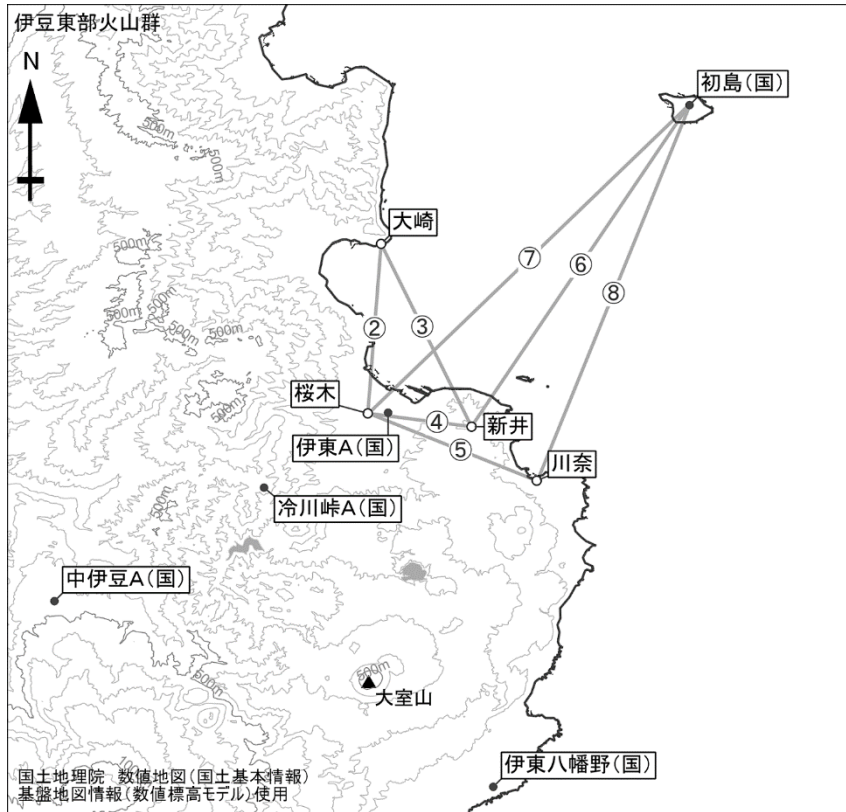 伊豆東部火山群
N
初島(国)
500m
500m
大崎
⑦
⑥
⑧
500m
500m
500m
500m
②
③
500m
桜木
④
新井
伊東A(国)
⑤
川奈
冷川峠A(国)
500m
中伊豆A(国)
500m
大室山
伊東八幡野(国)
国土地理院 数値地図(国土基本情報)
基盤地図情報(数値標高モデル)使用